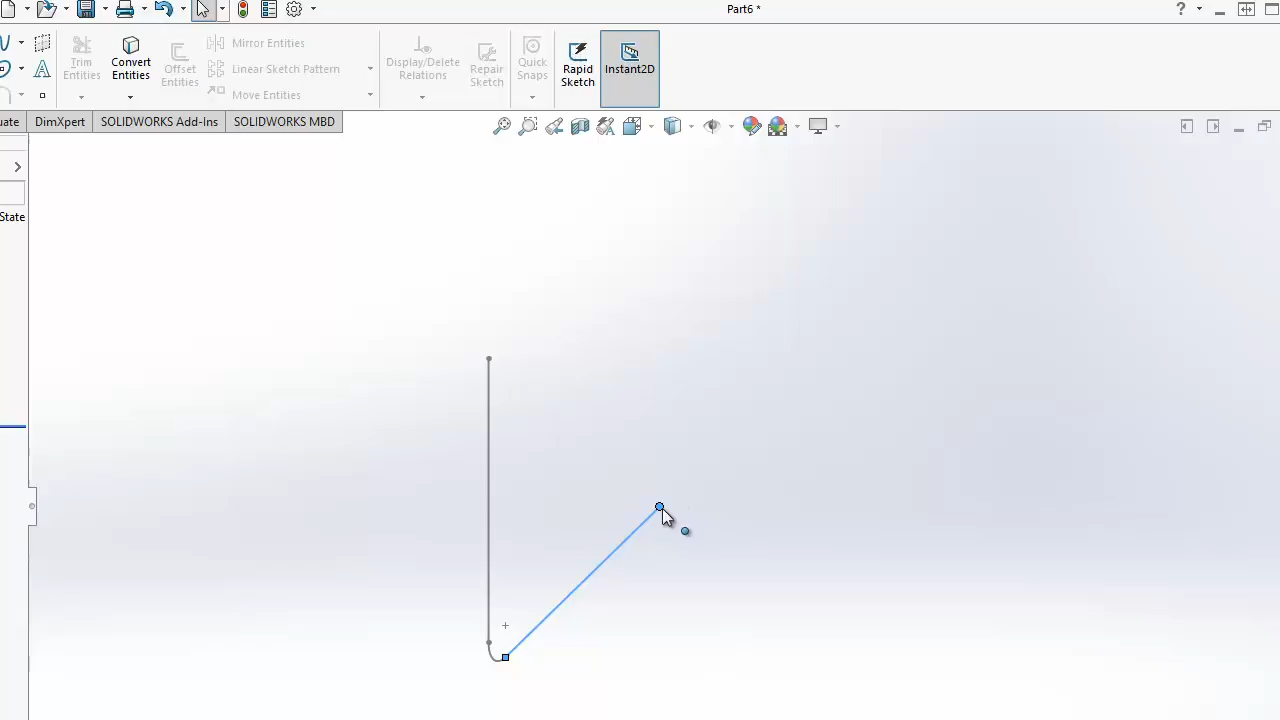 Part6 *
?
Trim Entities
Convert Entities
Offset Entities
Mirror Entities
Linear Sketch Pattern
Move Entities
Display/Delete Relations
Repair Sketch
Quick Snaps
Rapid Sketch
Instant2D
uate
DimXpert
SOLIDWORKS Add-Ins
SOLIDWORKS MBD
State